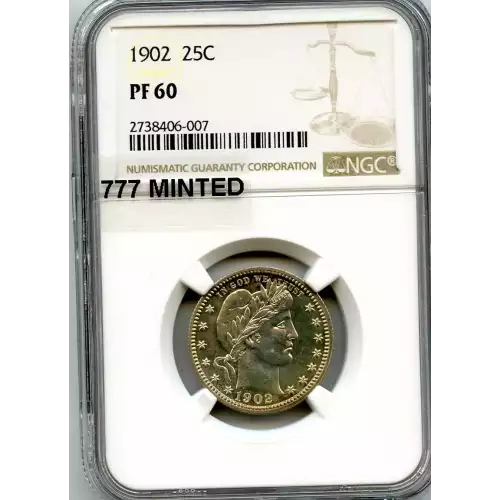 1902 25C
PF 60
2738406-007
NUMISMATIC GUARANTY CORPORATION
NGC®
777 MINTED
IN GOD WE TRUST
1902